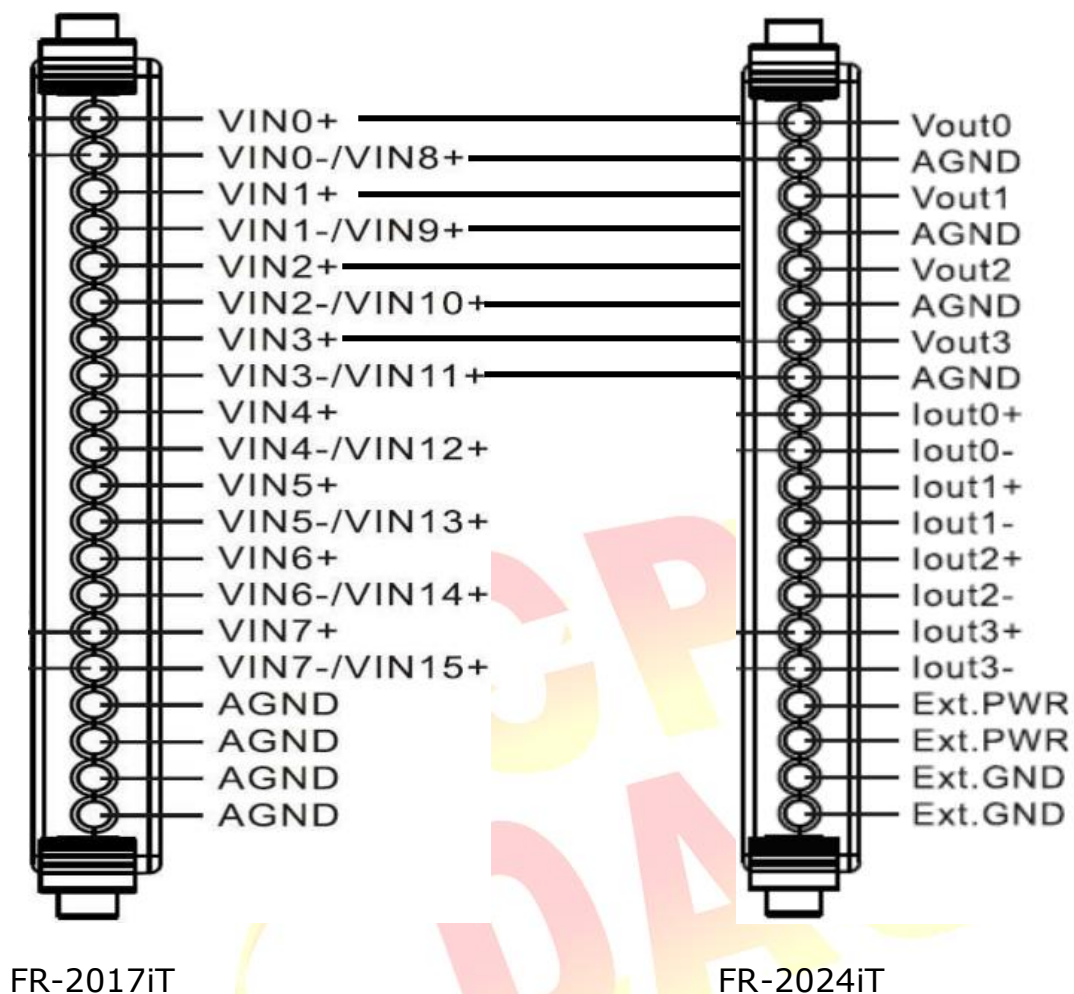 VIN0+
VIN0-/VIN8+
VIN1+
VIN1-/VIN9+
VIN2+
VIN2-/VIN10+
VIN3+
VIN3-/VIN11+
VIN4+
VIN4-/VIN12+
VIN5+
VIN5-/VIN13+
VIN6+
VIN6-/VIN14+
VIN7+
VIN7-/VIN15+
AGND
AGND
AGND
AGND
FR-2017iT
Vout0
AGND
Vout1
AGND
Vout2
AGND
Vout3
AGND
Iout0+
Iout0-
Iout1+
Iout1-
Iout2+
Iout2-
Iout3+
Iout3-
Ext.PWR
Ext.PWR
Ext.GND
Ext.GND
FR-2024iT